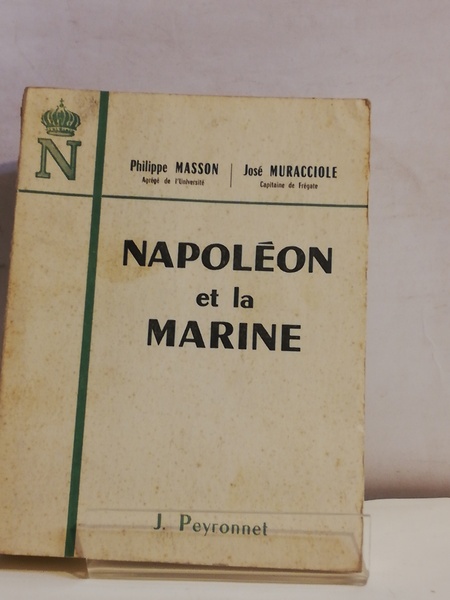 N
Philippe MASSON
Agrégé de l'Université
José MURACCIOLE
Capitaine de Frégate
NAPOLÉON
et la
MARINE
J. Peyronnet